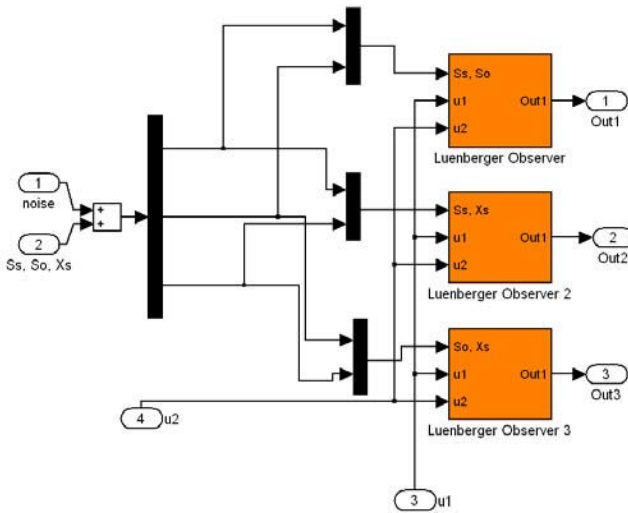 Ss, So
u1
u2
Out1
Luenberger Observer
1
Out1
1
noise
+
+
2
Ss, So, Xs
Ss, Xs
u1
u2
Out1
Luenberger Observer 2
2
Out2
So, Xs
u1
u2
Out1
Luenberger Observer 3
3
Out3
4
u2
3
u1